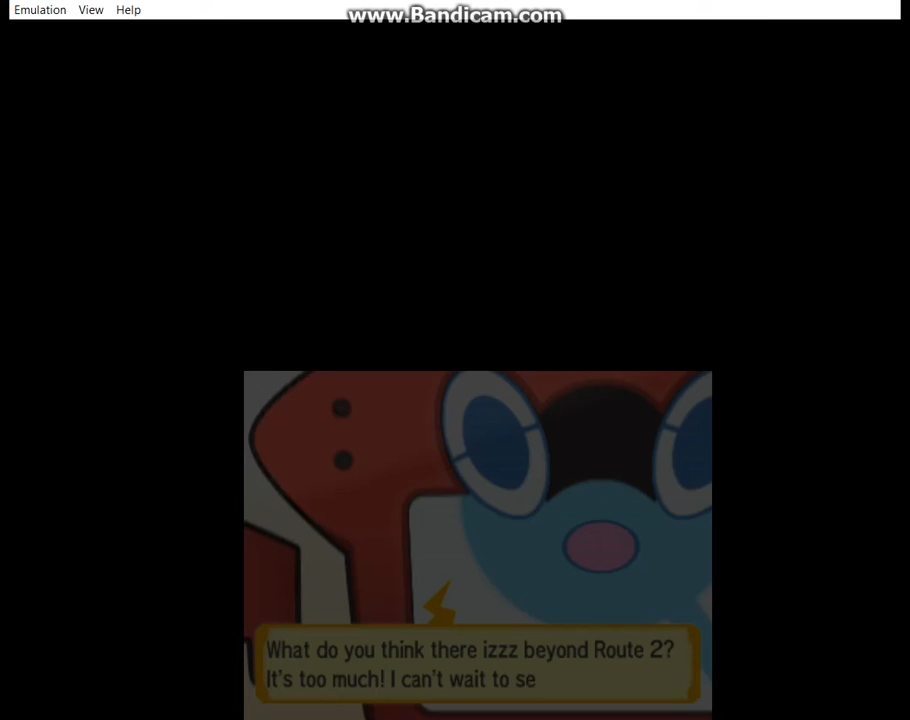 Emulation View Help
www.Bandicam.com
What do you think there izzz beyond Route 2?
It's too much! I can't wait to se